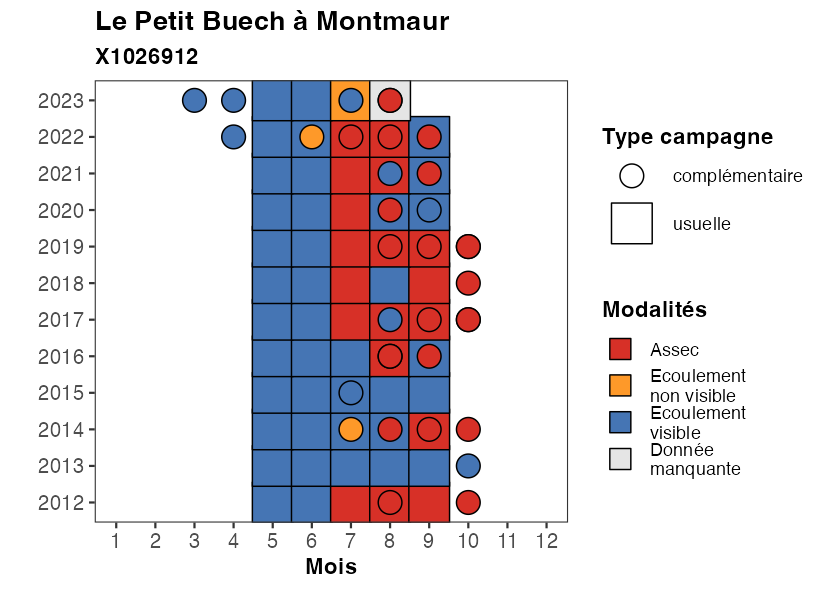 Le Petit Buech à Montmaur
X1026912
2023
2022
2021
2020
2019
2018
2017
2016
2015
2014
2013
2012
1 2 3 4 5 6 7 8 9 10 11 12
Mois
Type campagne
complémentaire
usuelle
Modalités
Assec
Ecoulement
non visible
Ecoulement
visible
Donnée
manquante